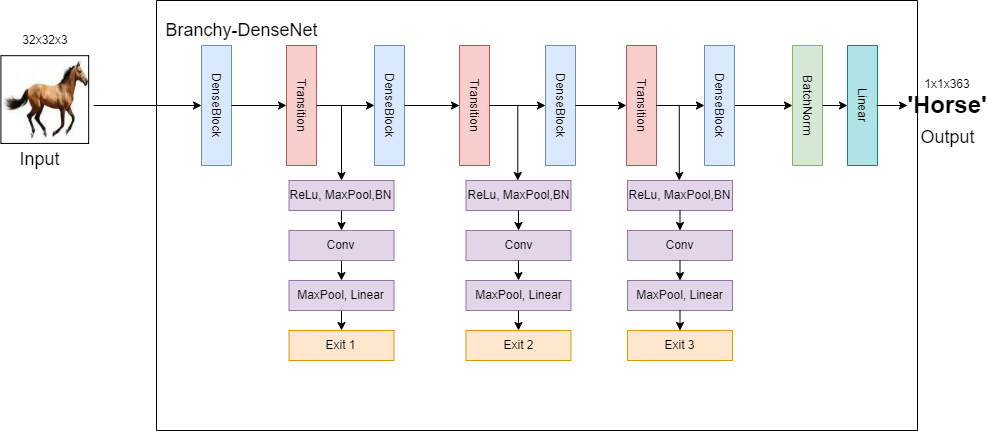 Branchy-DenseNet
32x32x3
Input
DenseBlock
Transition
DenseBlock
Transition
DenseBlock
Transition
DenseBlock
BatchNorm
Linear
1x1x363
'Horse'
Output
ReLu, MaxPool,BN
Conv
MaxPool, Linear
Exit 1
ReLu, MaxPool,BN
Conv
MaxPool, Linear
Exit 2
ReLu, MaxPool,BN
Conv
MaxPool, Linear
Exit 3